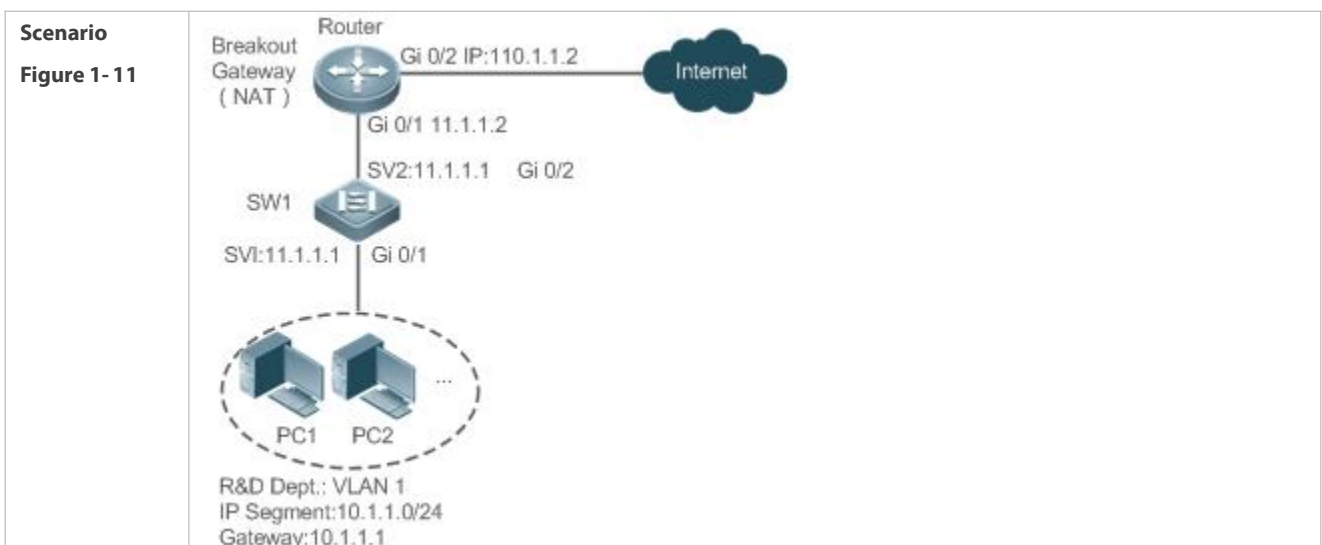 Scenario
Figure 1- 11
Router
Breakout
Gateway
( NAT )
Gi 0/2 IP:110.1.1.2
Internet
Gi 0/1 11.1.1.2
SV2:11.1.1.1 Gi 0/2
SW1
SVI:11.1.1.1 Gi 0/1
...
PC1 PC2
R&D Dept.: VLAN 1
IP Segment:10.1.1.0/24
Gateway:10.1.1.1